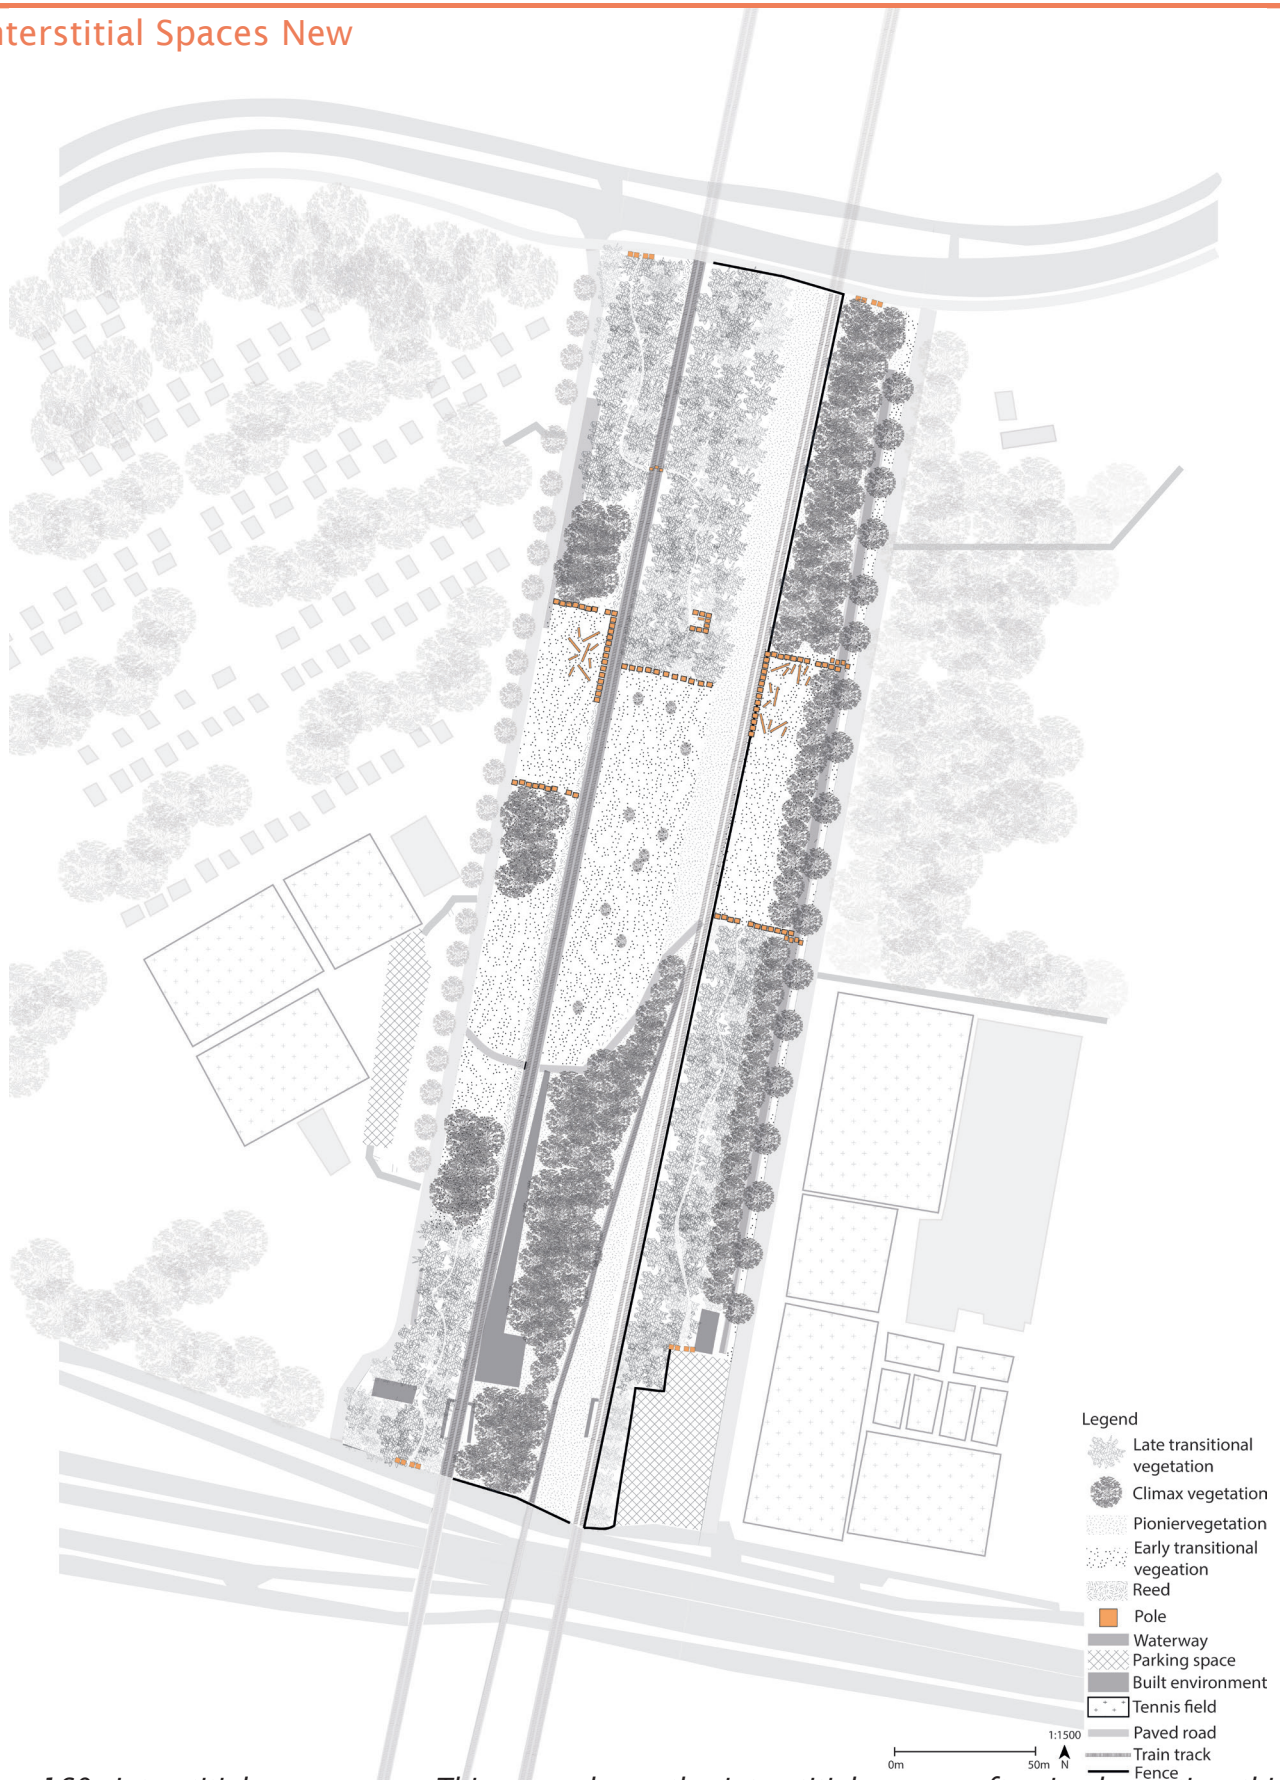 nterstitial Spaces New
Legend
Late transitional
vegetation
Climax vegetation
Pioniervegetation
Early transitional
vegeation
Reed
Pole
Waterway
Parking space
Built environment
Tennis field
Paved road
Train track
Fence
1:1500
0m 50m N